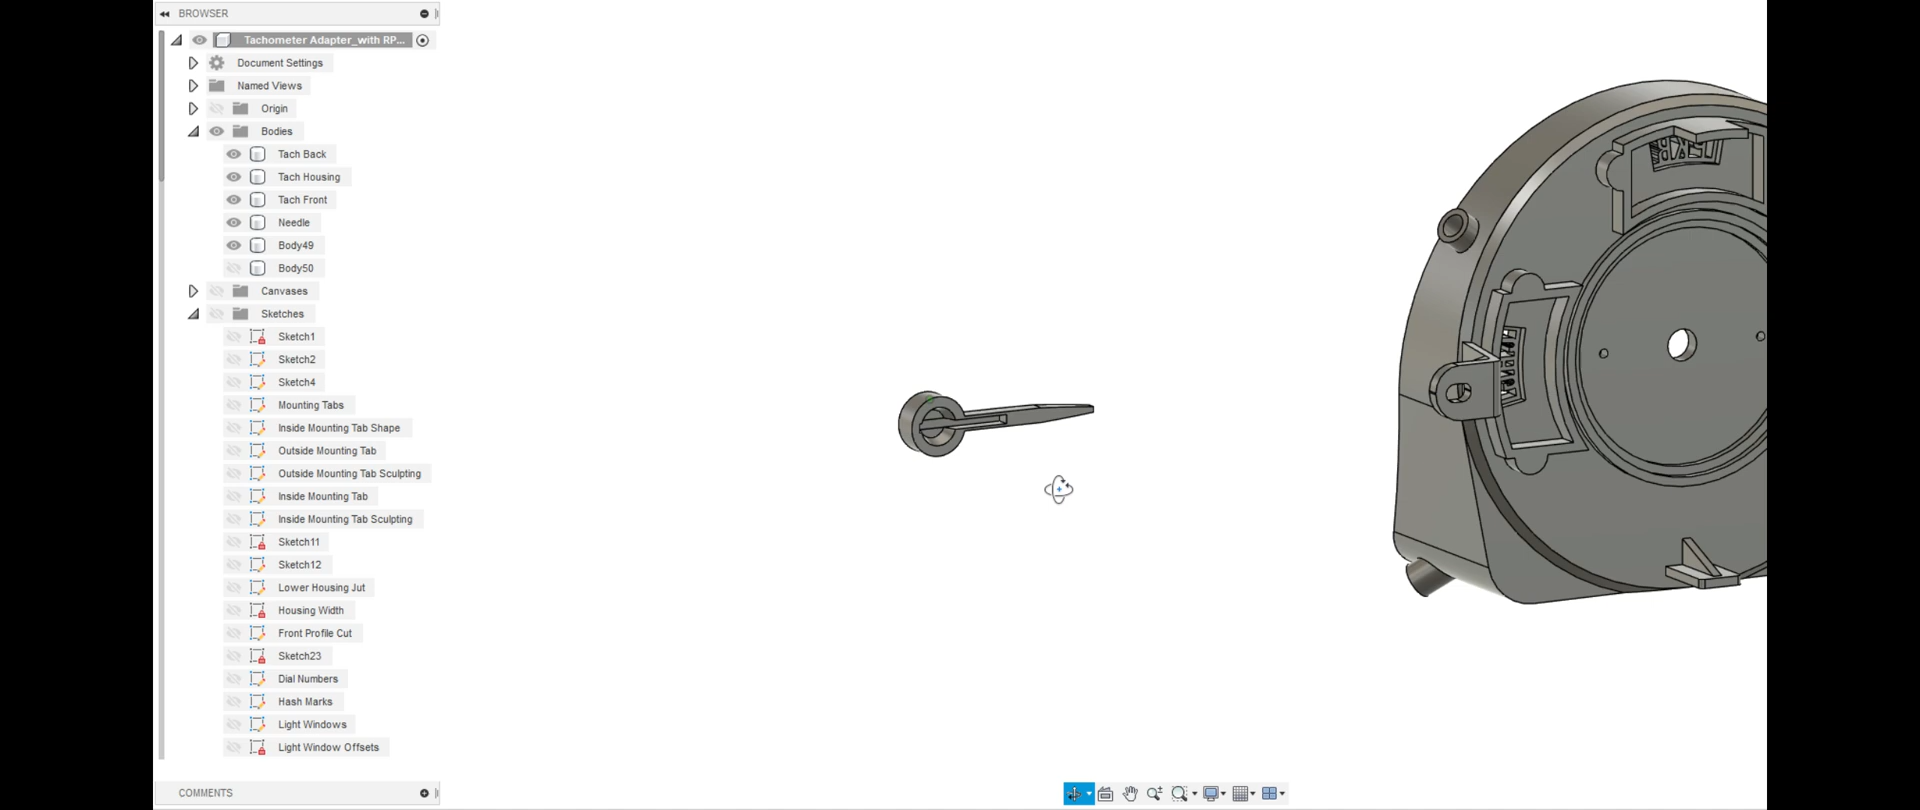 BROWSER
Tachometer Adapter_with RP...
Document Settings
Named Views
Origin
Bodies
Tach Back
Tach Housing
Tach Front
Needle
Body49
Body50
Canvases
Sketches
Sketch1
Sketch2
Sketch4
Mounting Tabs
Inside Mounting Tab Shape
Outside Mounting Tab
Outside Mounting Tab Sculpting
Inside Mounting Tab
Inside Mounting Tab Sculpting
Sketch11
Sketch12
Lower Housing Jut
Housing Width
Front Profile Cut
Sketch23
Dial Numbers
Hash Marks
Light Windows
Light Window Offsets
COMMENTS